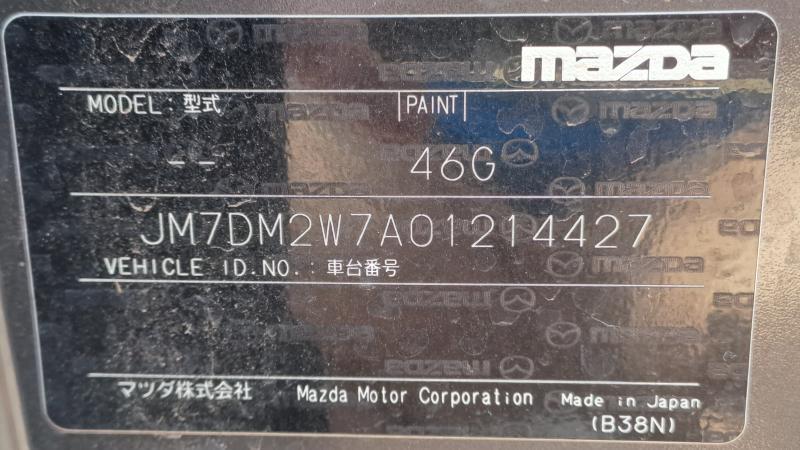 mazda
MODEL : 型式 |PAINT|
-- 46G
JM7DM2W7A01214427
VEHICLE ID.NO. : 車台番号
マツダ株式会社 Mazda Motor Corporation Made in Japan
(B38N)